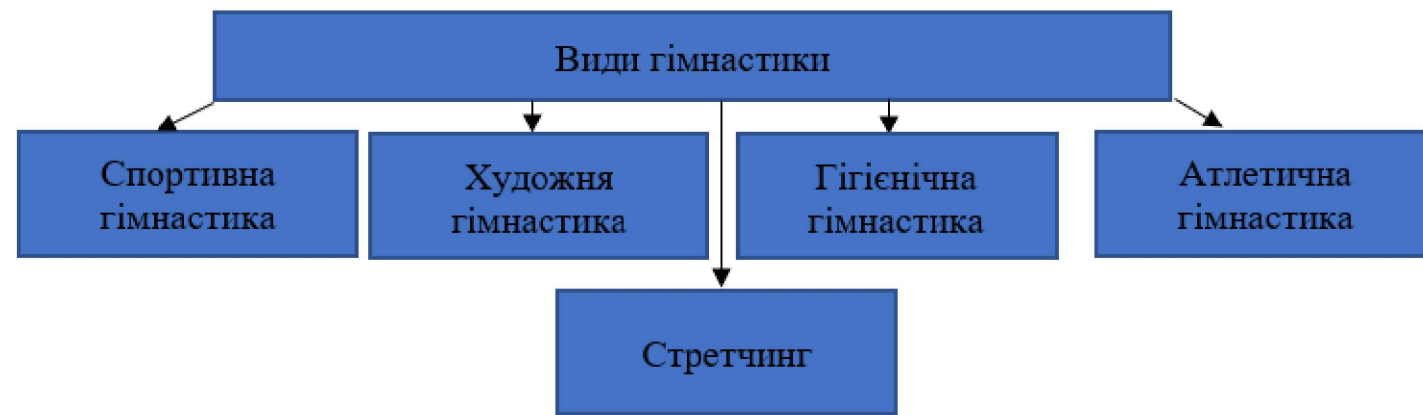 Види гімнастики
Спортивна
гімнастика
Художня
гімнастика
Гігієнічна
гімнастика
Атлетична
гімнастика
Стретчинг